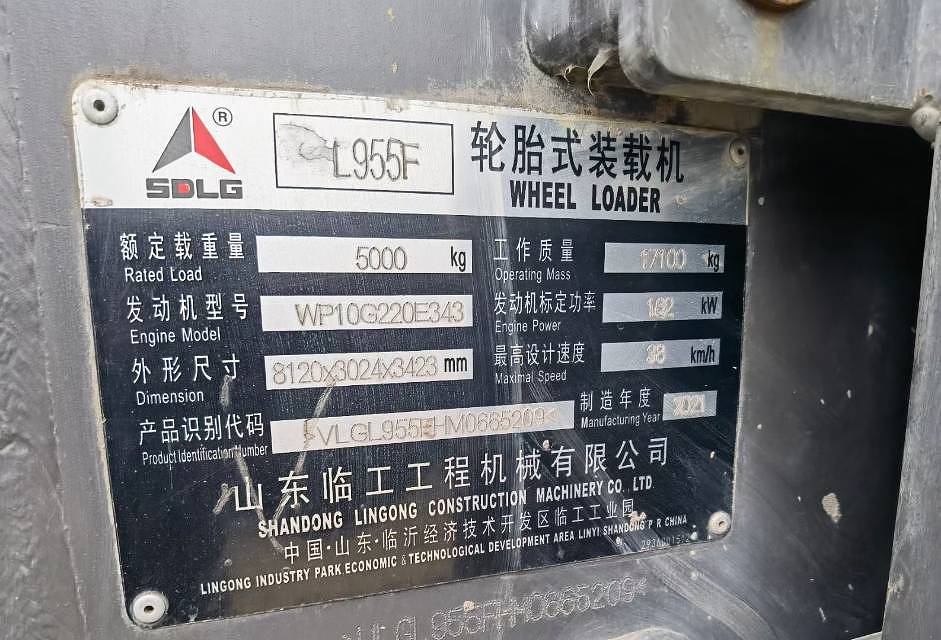 SDLG ®
L955F
轮胎式装载机
WHEEL LOADER
额定载重量 5000 kg
Rated Load
工作质量 17100 kg
Operating Mass
发动机型号 WP10G220E343
Engine Model
发动机标定功率 162 kW
Engine Power
外形尺寸 8120x3024x3423 mm
Dimension
最高设计速度 38 km/h
Maximal Speed
产品识别代码 >VLGL955FHM0665209<
Product Identification Number
制造年度 2021
Manufacturing Year
山东临工工程机械有限公司
SHANDONG LINGONG CONSTRUCTION MACHINERY CO. LTD.
中国·山东·临沂经济技术开发区临工工业园
LINGONG INDUSTRY PARK ECONOMIC & TECHNOLOGICAL DEVELOPMENT AREA LINYI SHANDONG P R CHINA
VLGL955FHM0665209*